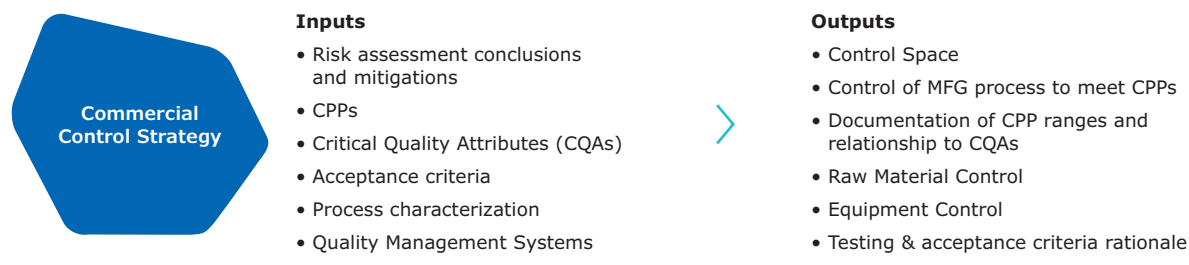 Commercial
Control Strategy
Inputs
• Risk assessment conclusions
and mitigations
• CPPs
• Critical Quality Attributes (CQAs)
• Acceptance criteria
• Process characterization
• Quality Management Systems
Outputs
• Control Space
• Control of MFG process to meet CPPs
• Documentation of CPP ranges and
relationship to CQAs
• Raw Material Control
• Equipment Control
• Testing & acceptance criteria rationale